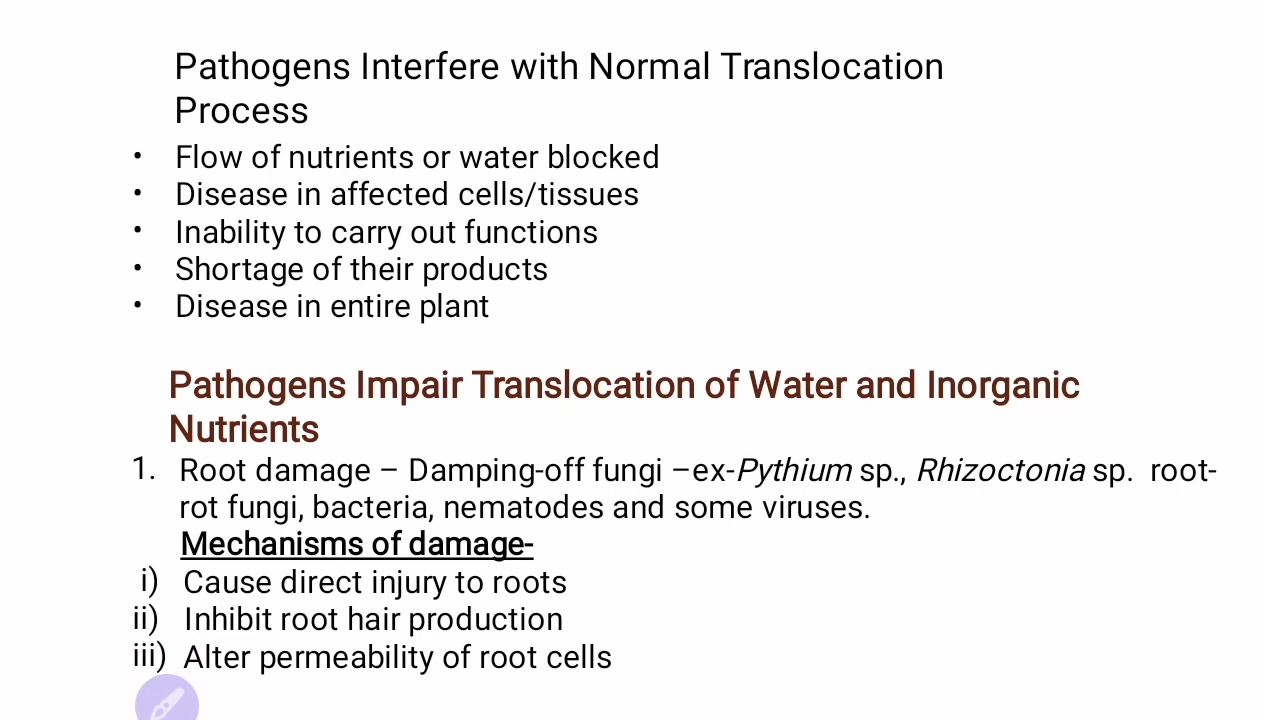 Pathogens Interfere with Normal Translocation
Process
• Flow of nutrients or water blocked
• Disease in affected cells/tissues
• Inability to carry out functions
• Shortage of their products
• Disease in entire plant
Pathogens Impair Translocation of Water and Inorganic
Nutrients
1. Root damage – Damping-off fungi –ex-Pythium sp., Rhizoctonia sp. root-
rot fungi, bacteria, nematodes and some viruses.
Mechanisms of damage-
i) Cause direct injury to roots
ii) Inhibit root hair production
iii) Alter permeability of root cells